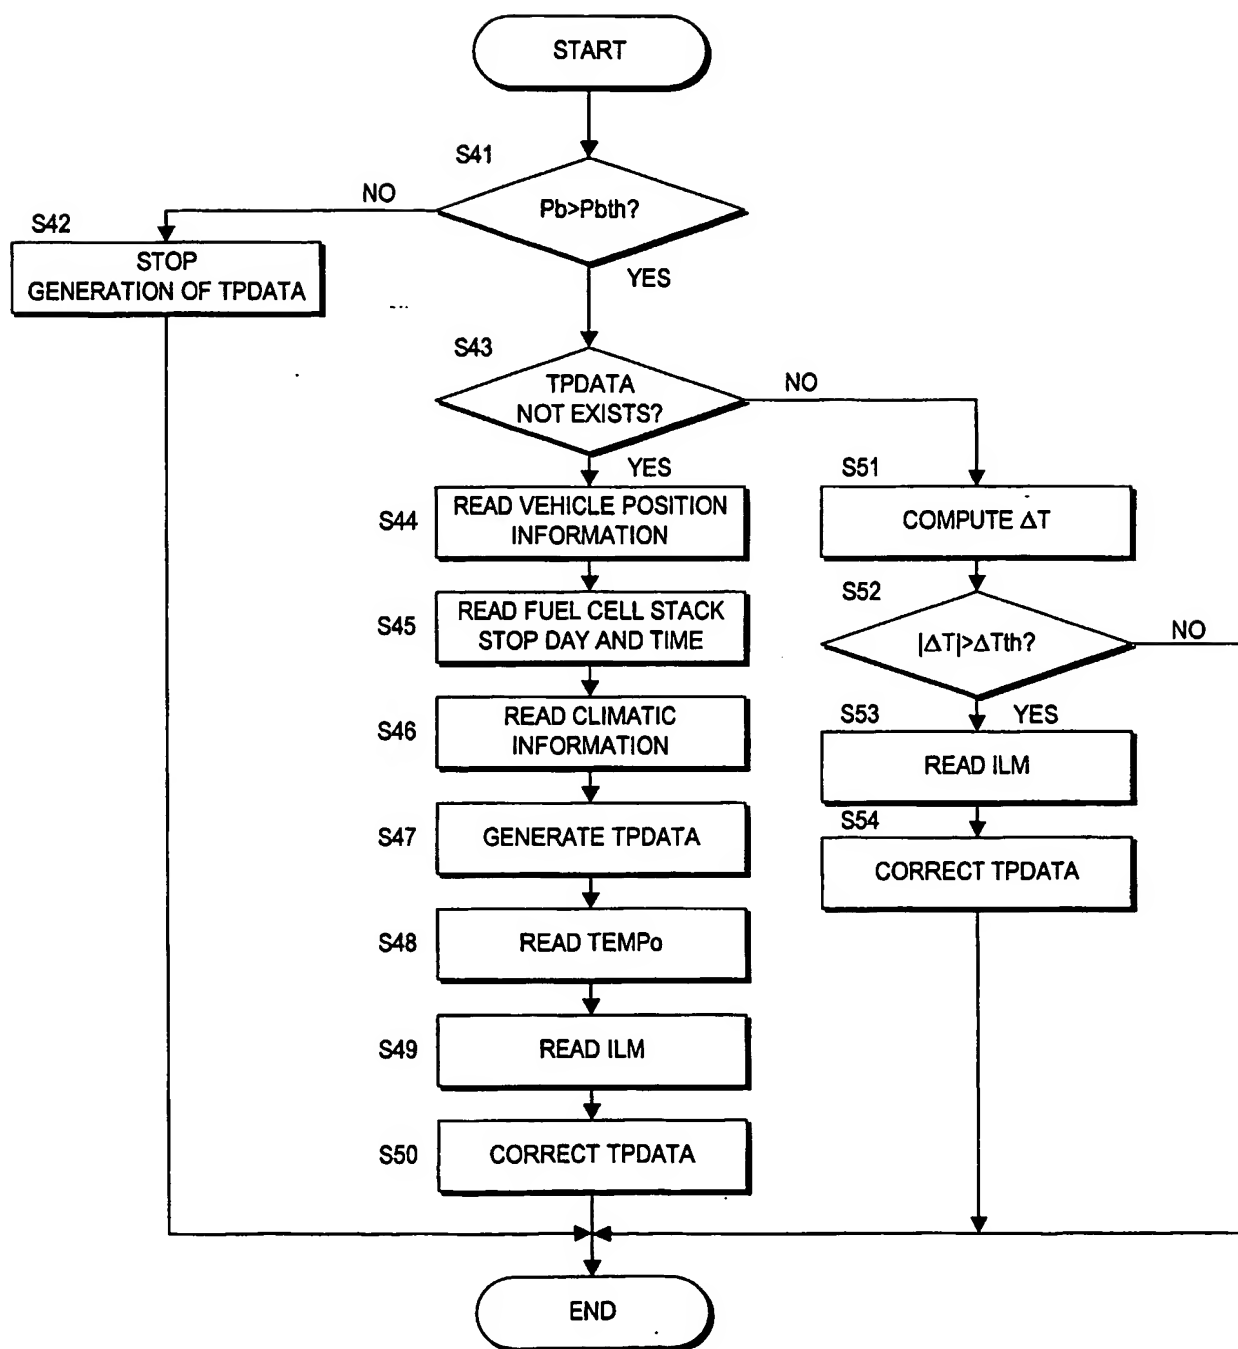 START
S41
Pb>Pbth?
NO
YES
S42
STOP
GENERATION OF TPDATA
S43
TPDATA
NOT EXISTS?
NO
YES
S44
READ VEHICLE POSITION
INFORMATION
S45
READ FUEL CELL STACK
STOP DAY AND TIME
S46
READ CLIMATIC
INFORMATION
S47
GENERATE TPDATA
S48
READ TEMPo
S49
READ ILM
S50
CORRECT TPDATA
S51
COMPUTE ΔT
S52
|ΔT|>ΔTth?
NO
YES
S53
READ ILM
S54
CORRECT TPDATA
END